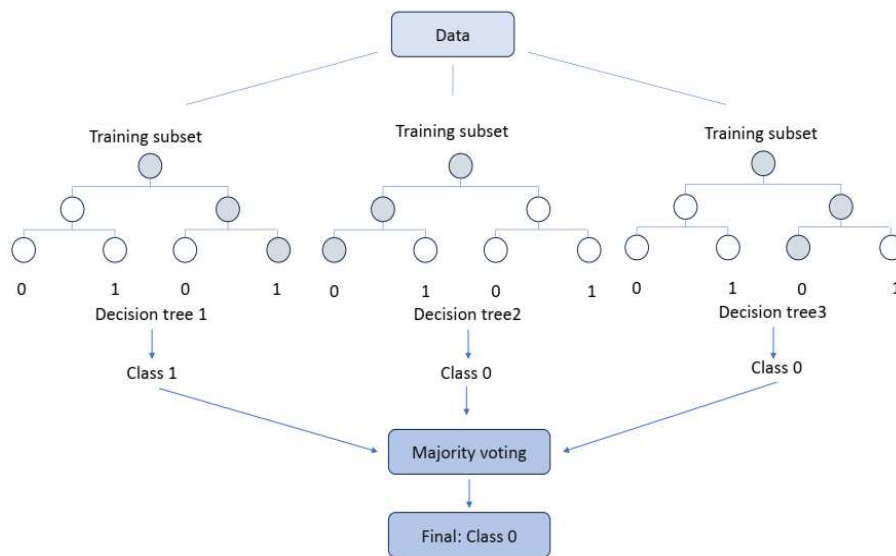 Data
Training subset
Training subset
Training subset
0 1 0 1
0 1 0 1
0 1 0 1
Decision tree 1
Decision tree2
Decision tree3
Class 1
Class 0
Class 0
Majority voting
Final: Class 0